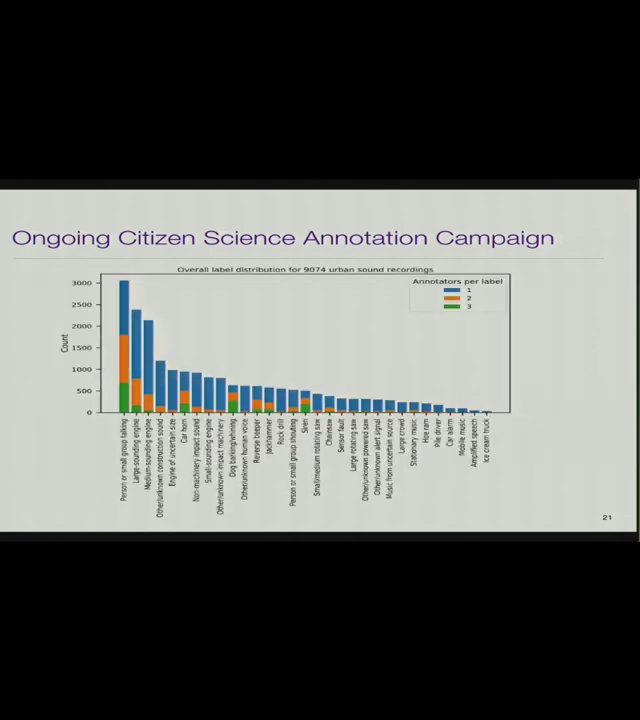 Ongoing Citizen Science Annotation Campaign
Overall label distribution for 9074 urban sound recordings
Annotators per label
1
2
3
Count
3000
2500
2000
1500
1000
500
0
Person or small group talking
Large-sounding engine
Medium-sounding engine
Other/unknown construction sound
Engine of uncertain size
Car horn
Non-machinery impact sound
Small-sounding engine
Other/unknown impact machinery
Dog barking/whining
Other/unknown human voice
Reverse beeper
Jackhammer
Rock drill
Person or small group shouting
Siren
Small/medium rotating saw
Chainsaw
Sensor fault
Large rotating saw
Other/unknown powered saw
Other/unknown alert signal
Music from uncertain source
Large crowd
Stationary music
Hoe ram
Pile driver
Car alarm
Mobile music
Amplified speech
Ice cream truck
21